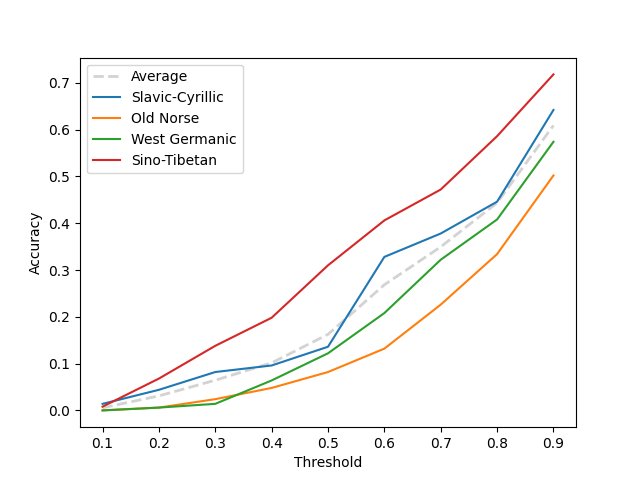 Average
Slavic-Cyrillic
Old Norse
West Germanic
Sino-Tibetan
0.7
0.6
0.5
0.4
0.3
0.2
0.1
0.0
Accuracy
0.1 0.2 0.3 0.4 0.5 0.6 0.7 0.8 0.9
Threshold